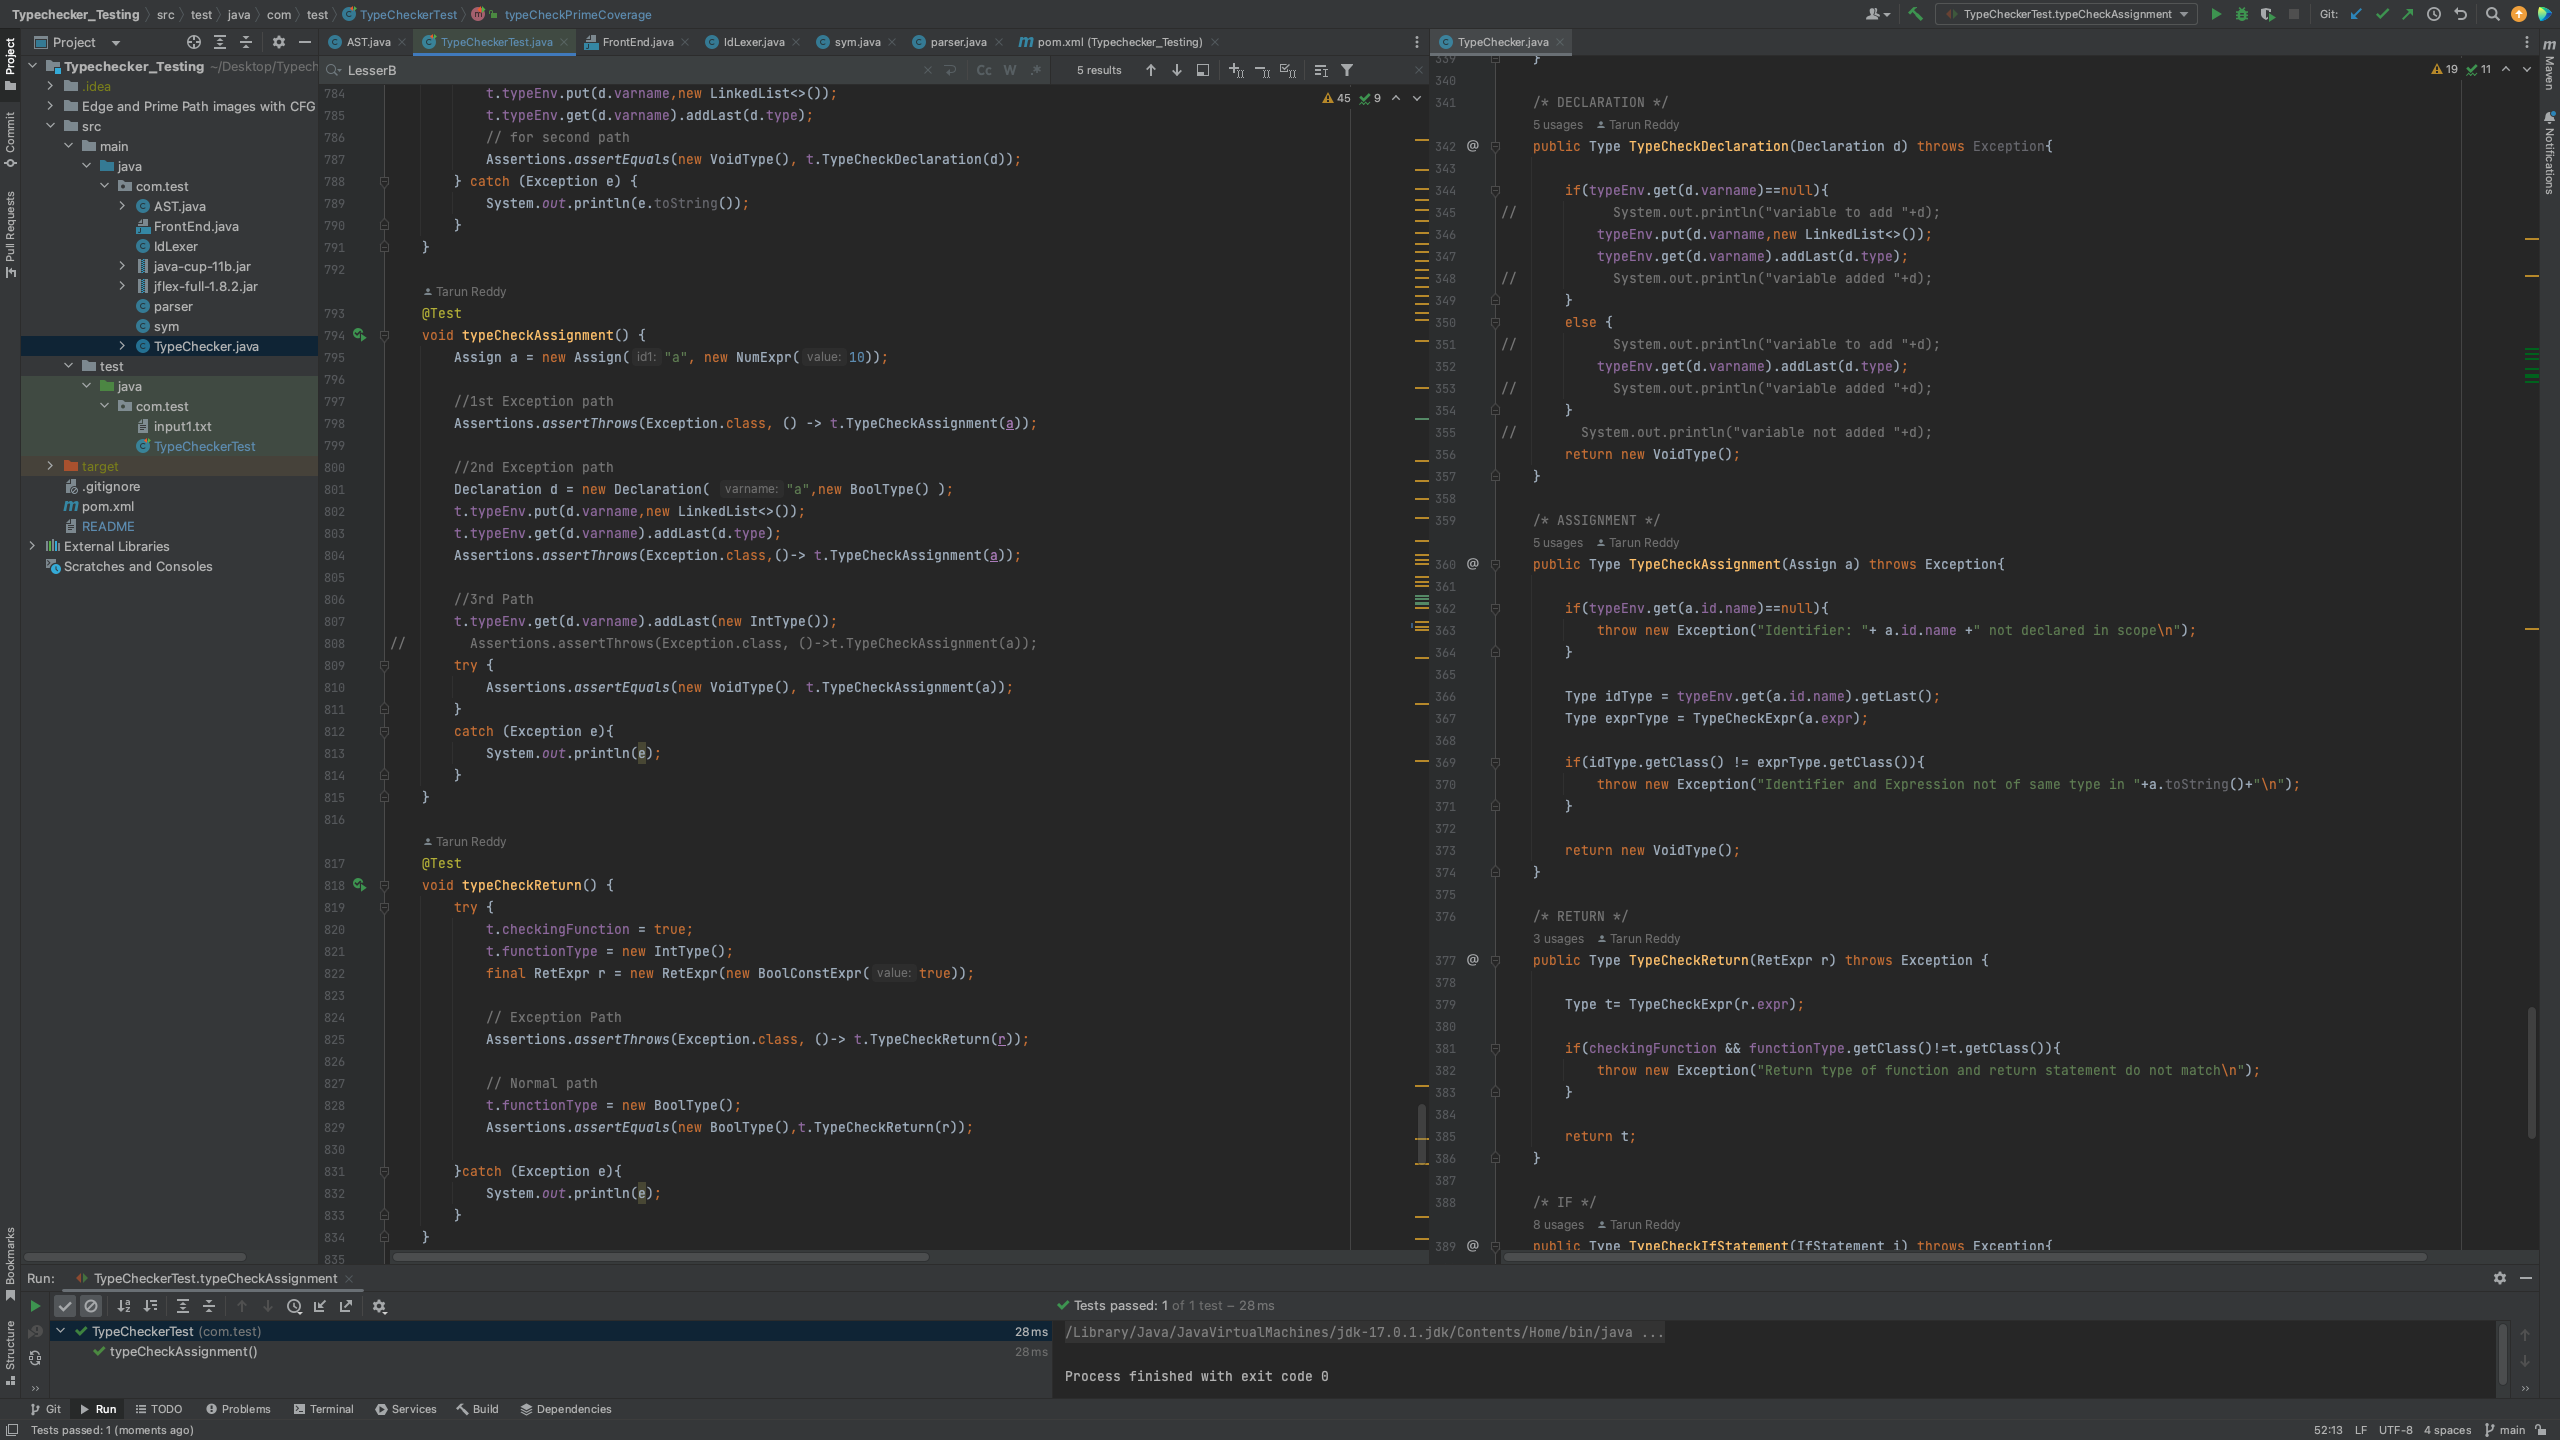 Typechecker_Testing src test java com test TypeCheckerTest typeCheckPrimeCoverage
TypeCheckerTest.typeCheckAssignment Git:
Project
AST.java TypeCheckerTest.java FrontEnd.java IdLexer.java sym.java parser.java pom.xml (Typechecker_Testing)
TypeChecker.java
Project
Commit
Pull Requests
Bookmarks
Structure
Maven
Notifications
Typechecker_Testing ~/Desktop/Typech
.idea
Edge and Prime Path images with CFG
src
main
java
com.test
AST.java
FrontEnd.java
IdLexer
java-cup-11b.jar
jflex-full-1.8.2.jar
parser
sym
TypeChecker.java
test
java
com.test
input1.txt
TypeCheckerTest
target
.gitignore
pom.xml
README
External Libraries
Scratches and Consoles
LesserB Cc W .* 5 results
45 9
784 t.typeEnv.put(d.varname,new LinkedList<>());
785 t.typeEnv.get(d.varname).addLast(d.type);
786 // for second path
787 Assertions.assertEquals(new VoidType(), t.TypeCheckDeclaration(d));
788 } catch (Exception e) {
789 System.out.println(e.toString());
790 }
791 }
792
Tarun Reddy
793 @Test
794 void typeCheckAssignment() {
795 Assign a = new Assign( id1: "a", new NumExpr( value: 10));
796
797 //1st Exception path
798 Assertions.assertThrows(Exception.class, () -> t.TypeCheckAssignment(a));
799
800 //2nd Exception path
801 Declaration d = new Declaration( varname: "a",new BoolType() );
802 t.typeEnv.put(d.varname,new LinkedList<>());
803 t.typeEnv.get(d.varname).addLast(d.type);
804 Assertions.assertThrows(Exception.class,()-> t.TypeCheckAssignment(a));
805
806 //3rd Path
807 t.typeEnv.get(d.varname).addLast(new IntType());
808 // Assertions.assertThrows(Exception.class, ()->t.TypeCheckAssignment(a));
809 try {
810 Assertions.assertEquals(new VoidType(), t.TypeCheckAssignment(a));
811 }
812 catch (Exception e){
813 System.out.println(e);
814 }
815 }
816
Tarun Reddy
817 @Test
818 void typeCheckReturn() {
819 try {
820 t.checkingFunction = true;
821 t.functionType = new IntType();
822 final RetExpr r = new RetExpr(new BoolConstExpr( value: true));
823
824 // Exception Path
825 Assertions.assertThrows(Exception.class, ()-> t.TypeCheckReturn(r));
826
827 // Normal path
828 t.functionType = new BoolType();
829 Assertions.assertEquals(new BoolType(),t.TypeCheckReturn(r));
830
831 }catch (Exception e){
832 System.out.println(e);
833 }
834 }
835
19 11
339 }
340
341 /* DECLARATION */
5 usages Tarun Reddy
342 @ public Type TypeCheckDeclaration(Declaration d) throws Exception{
343
344 if(typeEnv.get(d.varname)==null){
345 // System.out.println("variable to add "+d);
346 typeEnv.put(d.varname,new LinkedList<>());
347 typeEnv.get(d.varname).addLast(d.type);
348 // System.out.println("variable added "+d);
349 }
350 else {
351 // System.out.println("variable to add "+d);
352 typeEnv.get(d.varname).addLast(d.type);
353 // System.out.println("variable added "+d);
354 }
355 // System.out.println("variable not added "+d);
356 return new VoidType();
357 }
358
359 /* ASSIGNMENT */
5 usages Tarun Reddy
360 @ public Type TypeCheckAssignment(Assign a) throws Exception{
361
362 if(typeEnv.get(a.id.name)==null){
363 throw new Exception("Identifier: "+ a.id.name +" not declared in scope\n");
364 }
365
366 Type idType = typeEnv.get(a.id.name).getLast();
367 Type exprType = TypeCheckExpr(a.expr);
368
369 if(idType.getClass() != exprType.getClass()){
370 throw new Exception("Identifier and Expression not of same type in "+a.toString()+"\n");
371 }
372
373 return new VoidType();
374 }
375
376 /* RETURN */
3 usages Tarun Reddy
377 @ public Type TypeCheckReturn(RetExpr r) throws Exception {
378
379 Type t= TypeCheckExpr(r.expr);
380
381 if(checkingFunction && functionType.getClass()!=t.getClass()){
382 throw new Exception("Return type of function and return statement do not match\n");
383 }
384
385 return t;
386 }
387
388 /* IF */
8 usages Tarun Reddy
389 @ public Type TypeCheckIfStatement(IfStatement i) throws Exception{
Run: TypeCheckerTest.typeCheckAssignment
Tests passed: 1 of 1 test – 28 ms
TypeCheckerTest (com.test) 28 ms
typeCheckAssignment() 28 ms
/Library/Java/JavaVirtualMachines/jdk-17.0.1.jdk/Contents/Home/bin/java ...
Process finished with exit code 0
Git Run TODO Problems Terminal Services Build Dependencies
Tests passed: 1 (moments ago)
52:13 LF UTF-8 4 spaces main